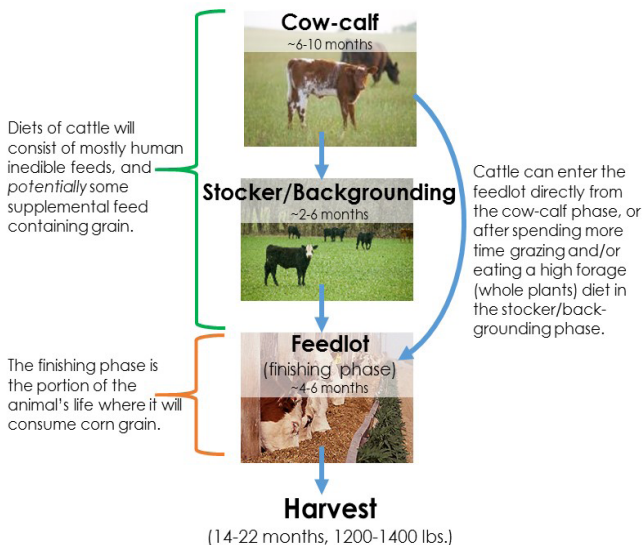 Cow-calf
~6-10 months
Diets of cattle will
consist of mostly human
inedible feeds, and
potentially some
supplemental feed
containing grain.
Stocker/Backgrounding
~2-6 months
Cattle can enter the
feedlot directly from
the cow-calf phase, or
after spending more
time grazing and/or
eating a high forage
(whole plants) diet in
the stocker/back-
grounding phase.
Feedlot
(finishing phase)
~4-6 months
The finishing phase is
the portion of the
animal's life where it will
consume corn grain.
Harvest
(14-22 months, 1200-1400 lbs.)